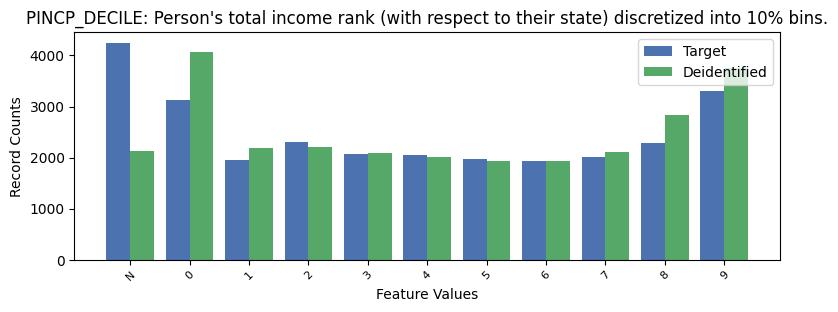 PINCP_DECILE: Person's total income rank (with respect to their state) discretized into 10% bins.
Target
Deidentified
Record Counts
4000
3000
2000
1000
0
N 0 1 2 3 4 5 6 7 8 9
Feature Values